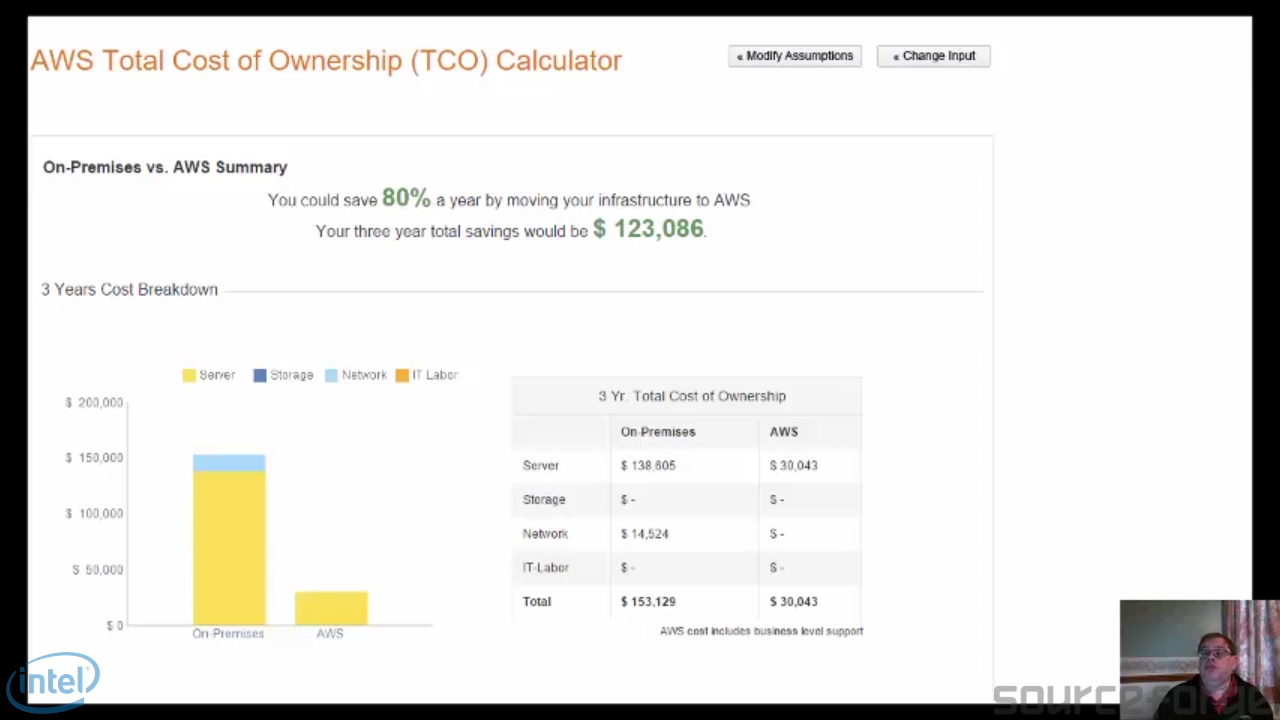 AWS Total Cost of Ownership (TCO) Calculator
« Modify Assumptions
« Change Input
On-Premises vs. AWS Summary
You could save 80% a year by moving your infrastructure to AWS
Your three year total savings would be $ 123,086.
3 Years Cost Breakdown
Server Storage Network IT Labor
$ 200,000
$ 150,000
$ 100,000
$ 50,000
$ 0
On-Premises AWS
3 Yr. Total Cost of Ownership
On-Premises AWS
Server $ 138,605 $ 30,043
Storage $ - $ -
Network $ 14,524 $ -
IT-Labor $ - $ -
Total $ 153,129 $ 30,043
AWS cost includes business level support
intel
sourceforge